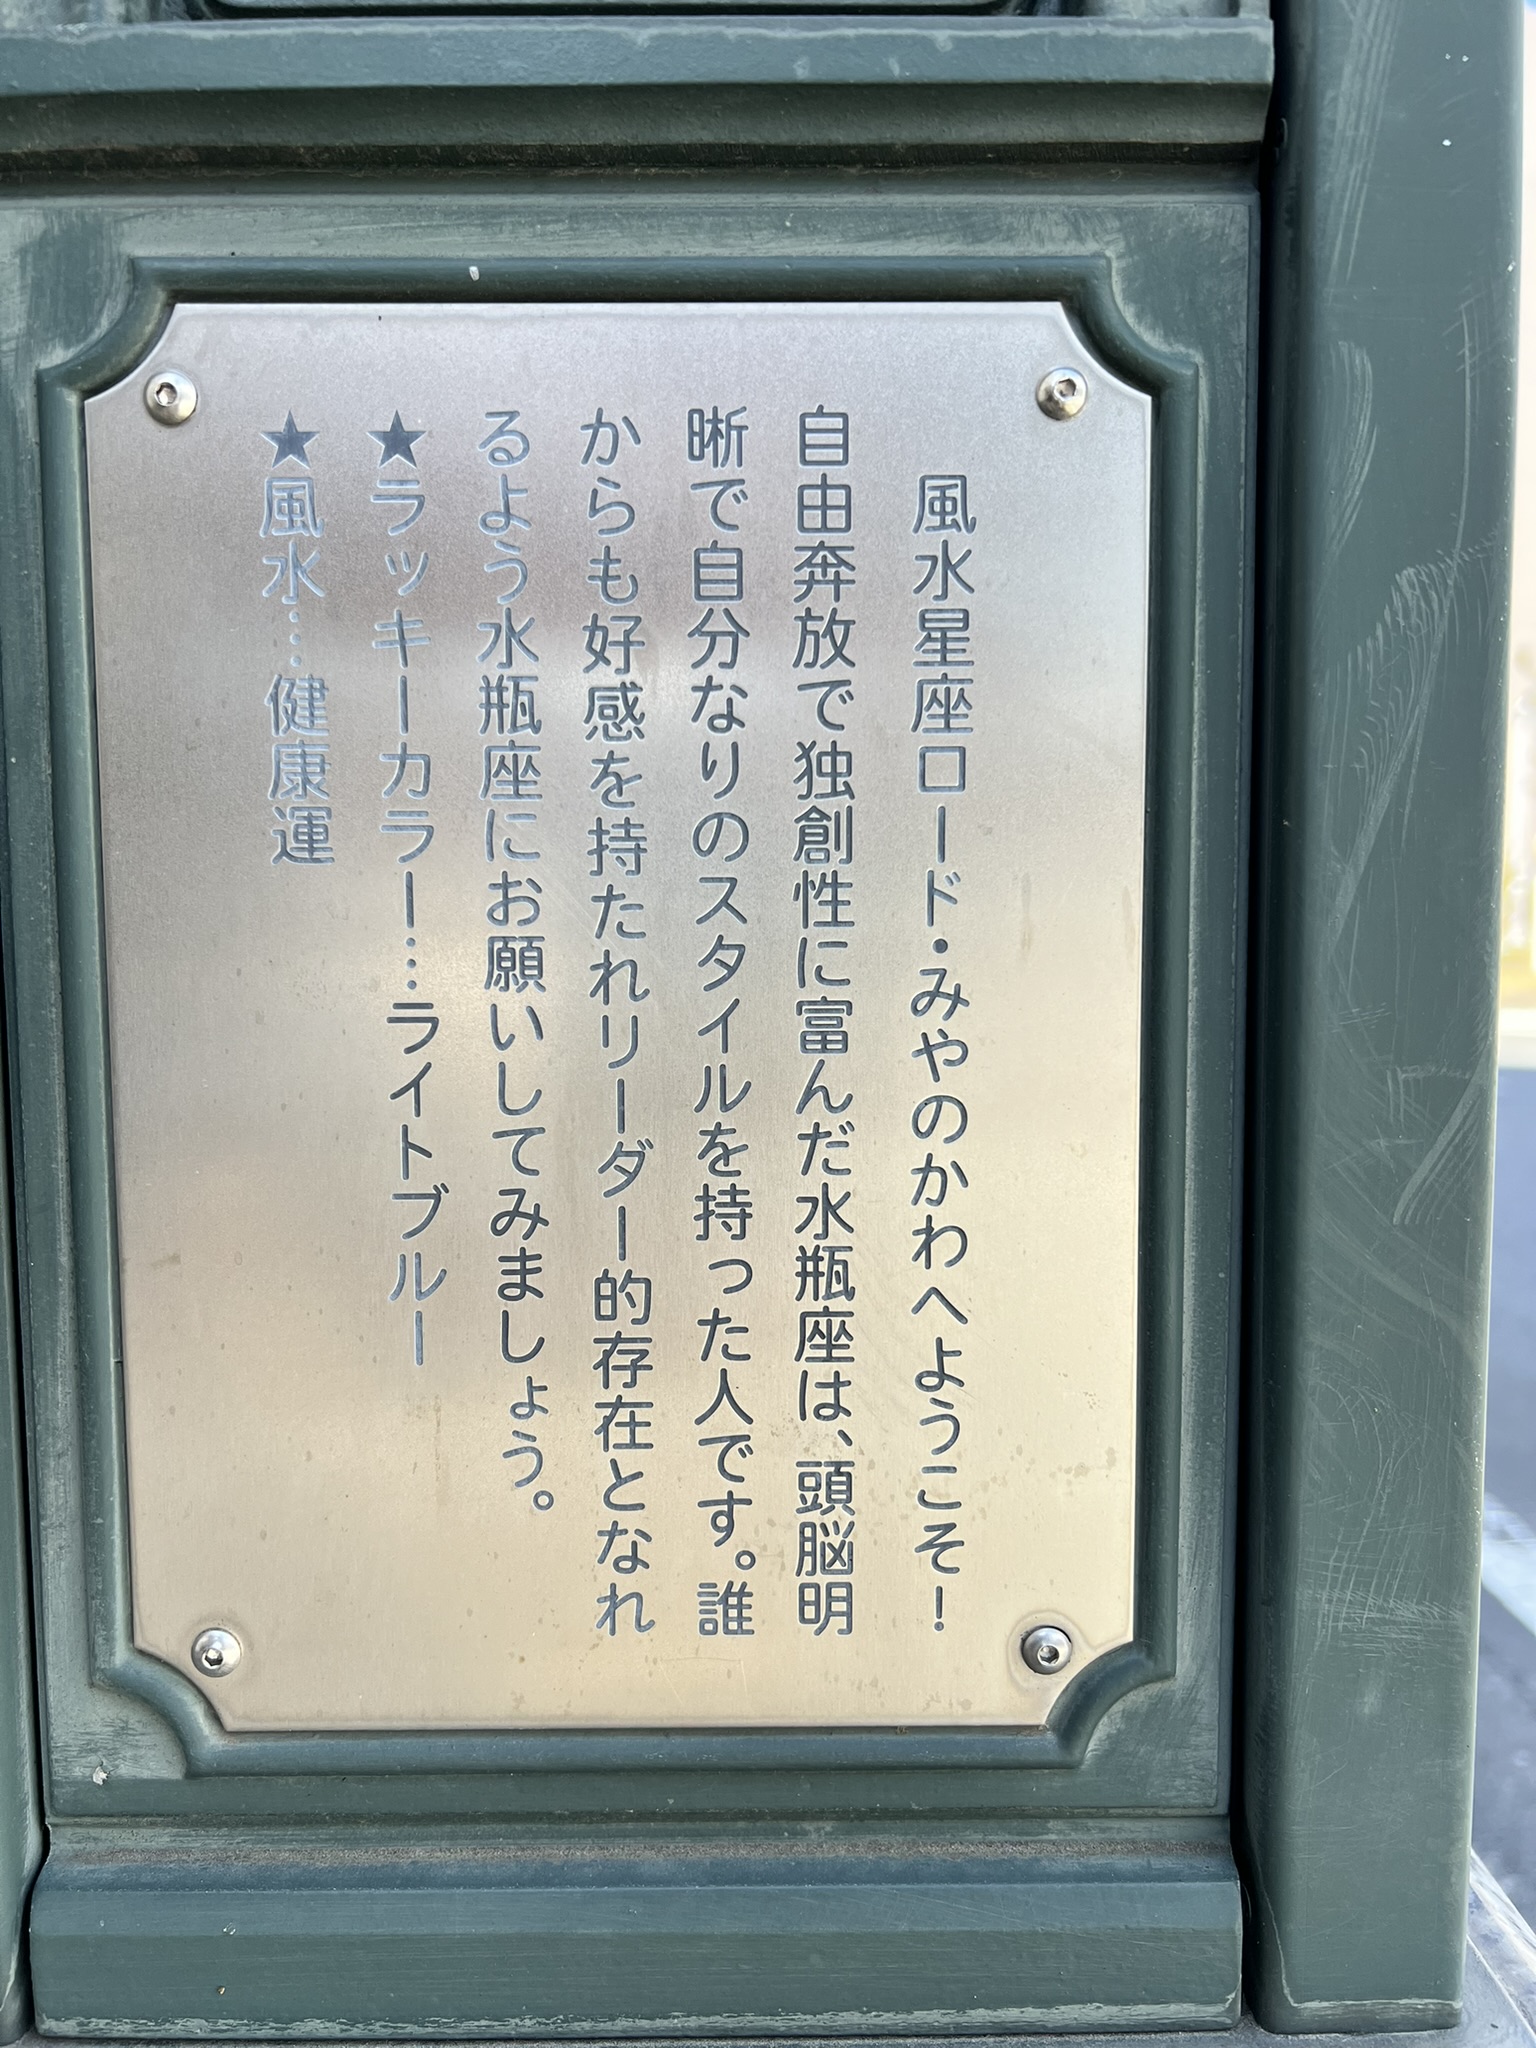 風水星座ロード・みやのかわへようこそ！
自由奔放で独創性に富んだ水瓶座は、頭脳明
晰で自分なりのスタイルを持った人です。誰
からも好感を持たれリーダー的存在となれ
るよう水瓶座にお願いしてみましょう。
★ラッキーカラー…ライトブルー
★風水…健康運